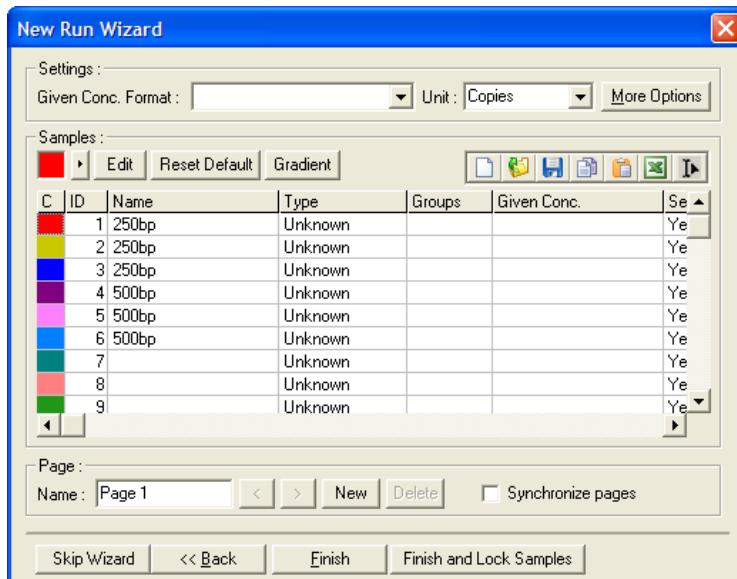 New Run Wizard
Settings :
Given Conc. Format : Unit : Copies More Options
Samples :
Edit Reset Default Gradient
C ID Name Type Groups Given Conc. Se
1 250bp Unknown Ye
2 250bp Unknown Ye
3 250bp Unknown Ye
4 500bp Unknown Ye
5 500bp Unknown Ye
6 500bp Unknown Ye
7 Unknown Ye
8 Unknown Ye
9 Unknown Ye
Page :
Name : Page 1 < > New Delete Synchronize pages
Skip Wizard << Back Finish Finish and Lock Samples